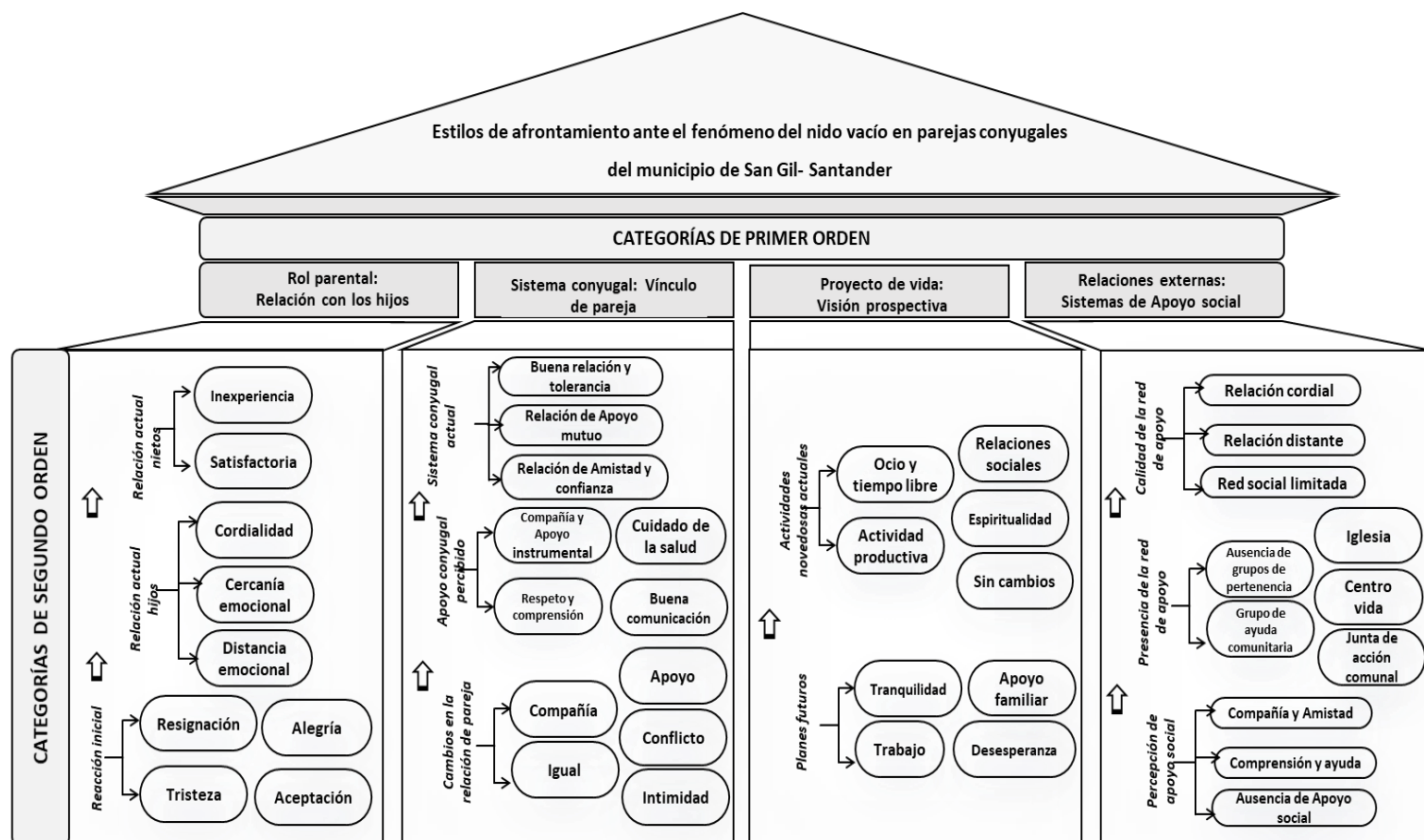 Estilos de afrontamiento ante el fenómeno del nido vacío en parejas conyugales
del municipio de San Gil- Santander
CATEGORÍAS DE PRIMER ORDEN
Rol parental:
Relación con los hijos
Sistema conyugal: Vínculo
de pareja
Proyecto de vida:
Visión prospectiva
Relaciones externas:
Sistemas de Apoyo social
CATEGORÍAS DE SEGUNDO ORDEN
Relación actual
nietos
Inexperiencia
Satisfactoria
Relación actual
hijos
Cordialidad
Cercanía
emocional
Distancia
emocional
Reacción inicial
Resignación
Alegría
Tristeza
Aceptación
Sistema conyugal
actual
Buena relación y
tolerancia
Relación de Apoyo
mutuo
Relación de Amistad y
confianza
Apoyo conyugal
percibido
Compañía y
Apoyo
instrumental
Cuidado de
la salud
Respeto y
comprensión
Buena
comunicación
Cambios en la
relación de pareja
Compañía
Igual
Apoyo
Conflicto
Intimidad
Actividades
novedosas actuales
Ocio y
tiempo libre
Actividad
productiva
Relaciones
sociales
Espiritualidad
Sin cambios
Planes futuros
Tranquilidad
Apoyo
familiar
Trabajo
Desesperanza
Calidad de la red
de apoyo
Relación cordial
Relación distante
Red social limitada
Presencia de la red
de apoyo
Ausencia de
grupos de
pertenencia
Grupo de
ayuda
comunitaria
Iglesia
Centro
vida
Junta de
acción
comunal
Percepción de
apoyo social
Compañía y Amistad
Comprensión y ayuda
Ausencia de Apoyo
social